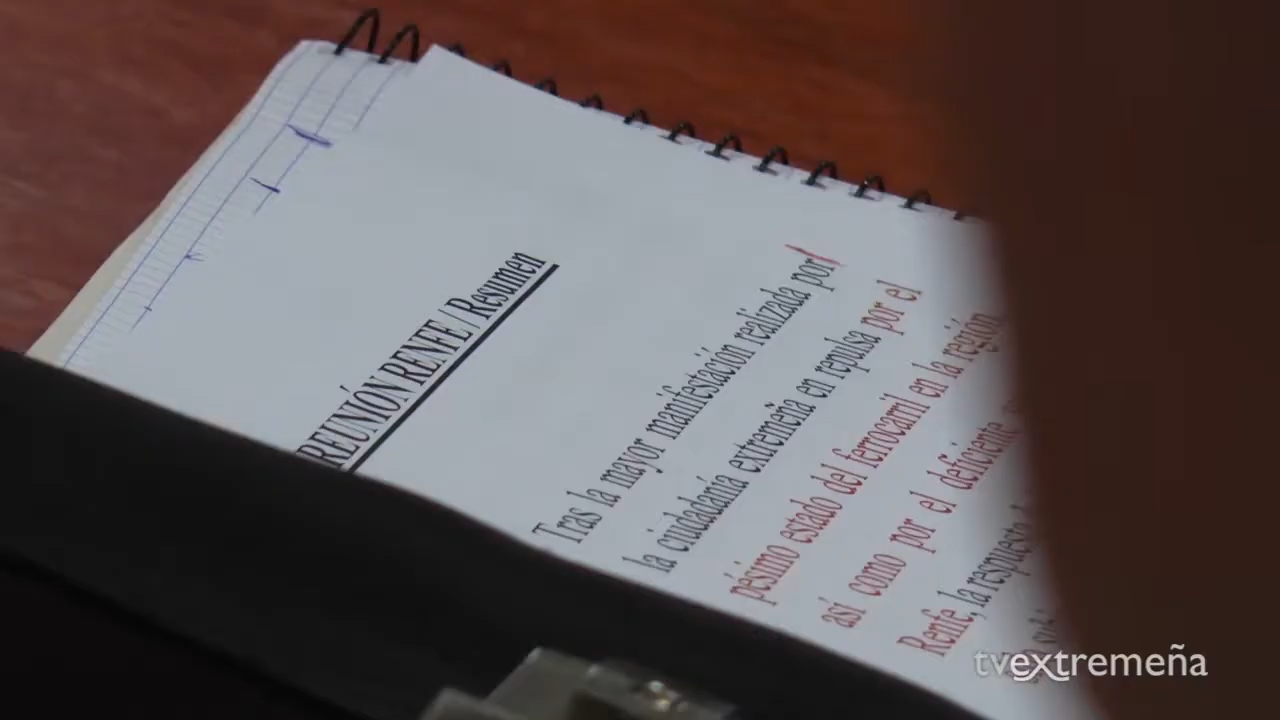 REUNIÓN RENFE / Resumen
Tras la mayor manifestación realizada por
la ciudadanía extremeña en repulsa por el
pésimo estado del ferrocarril en la región,
así como por el deficiente
Renfe, la respuesta
tvextremeña